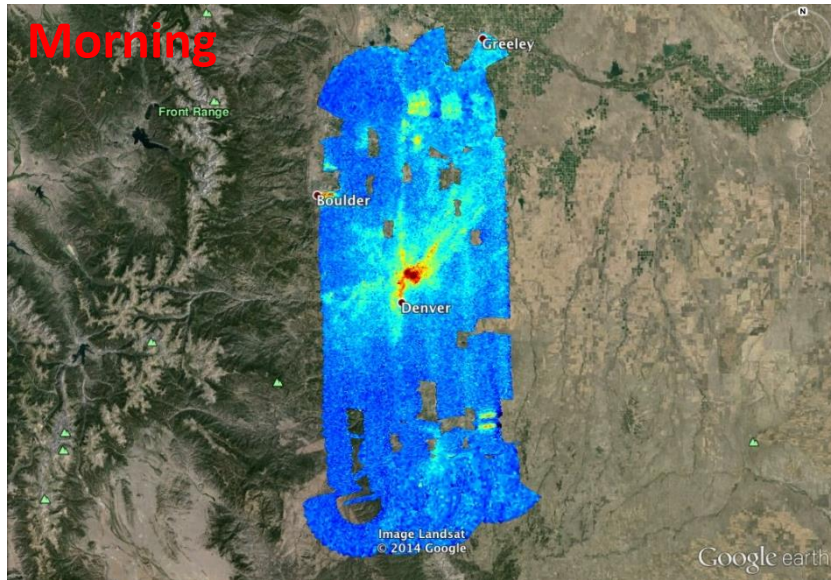 Morning
N
Greeley
Front Range
Boulder
Denver
Image Landsat
© 2014 Google
Google earth